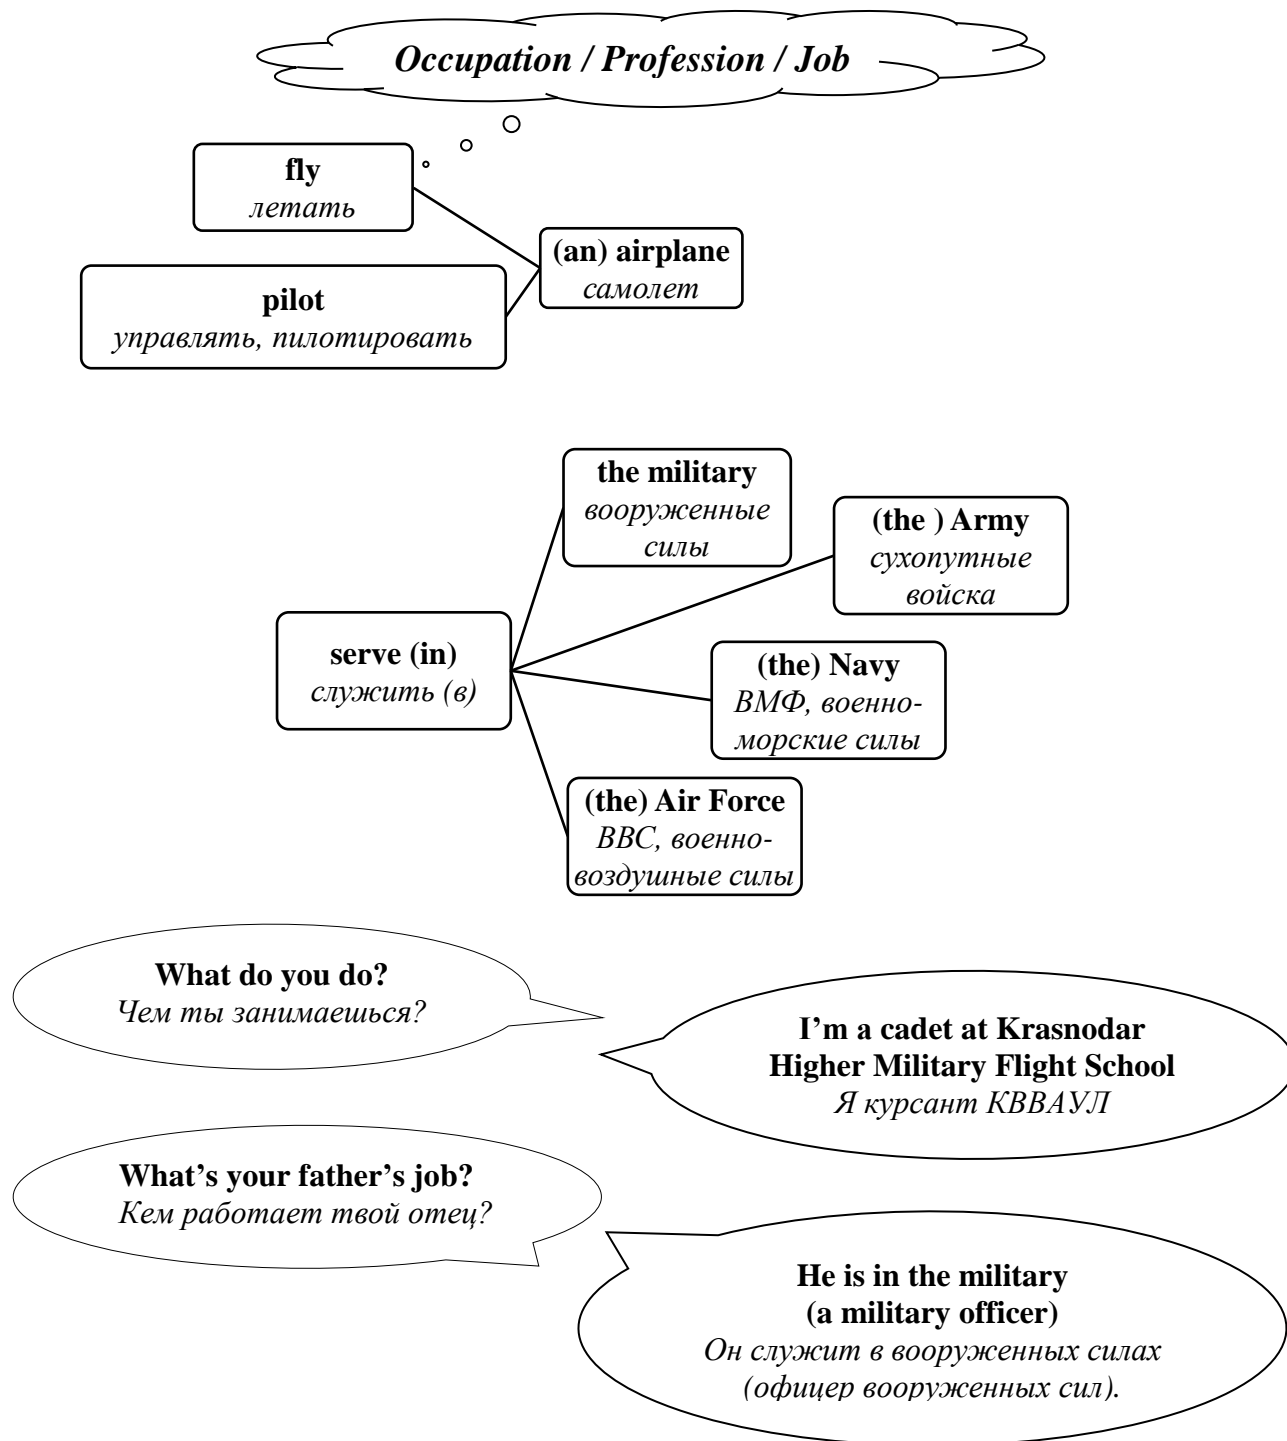 Occupation / Profession / Job
fly
летать
(an) airplane
самолет
pilot
управлять, пилотировать
the military
вооруженные
силы
(the ) Army
сухопутные
войска
serve (in)
служить (в)
(the) Navy
ВМФ, военно-
морские силы
(the) Air Force
ВВС, военно-
воздушные силы
What do you do?
Чем ты занимаешься?
I’m a cadet at Krasnodar
Higher Military Flight School
Я курсант КВВАУЛ
What’s your father’s job?
Кем работает твой отец?
He is in the military
(a military officer)
Он служит в вооруженных силах
(офицер вооруженных сил).